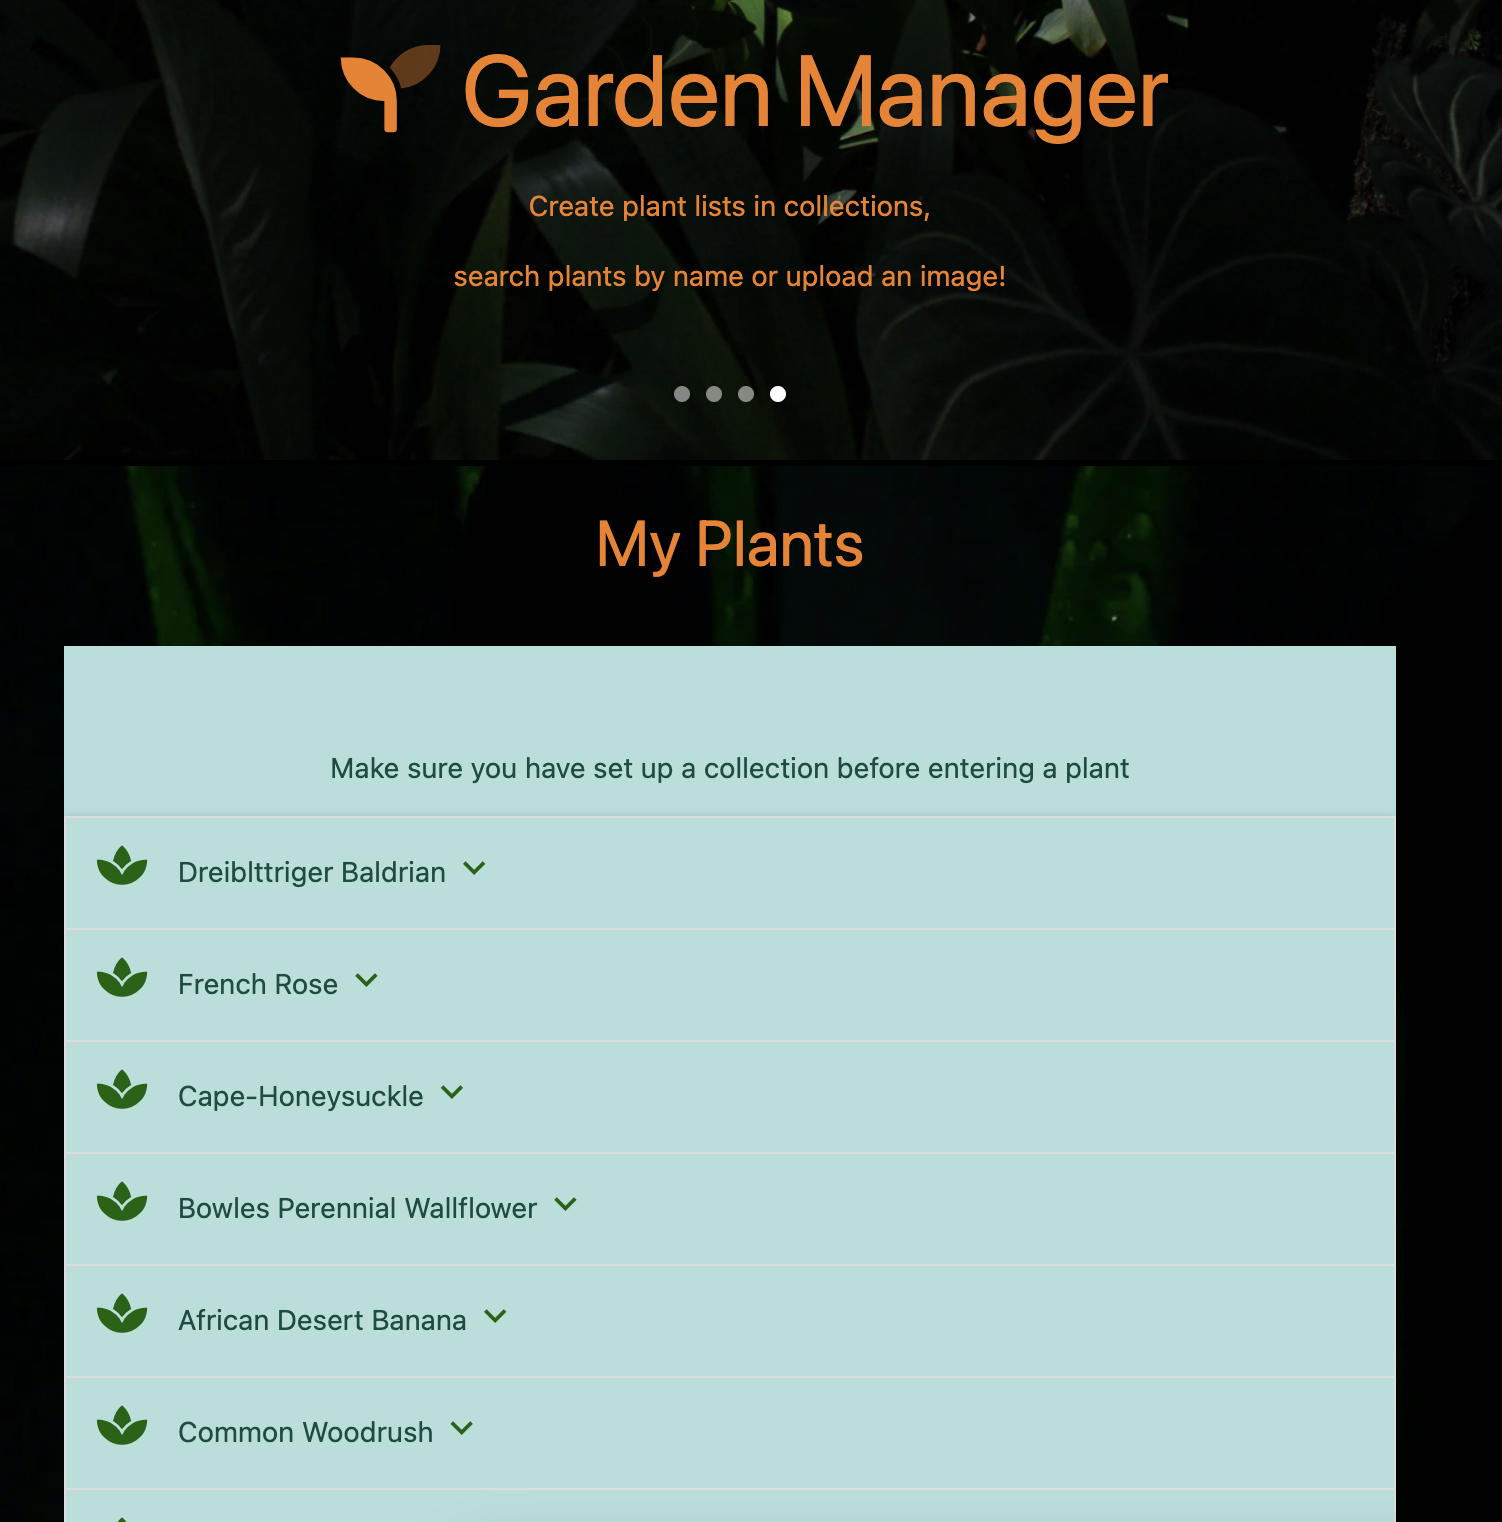 Garden Manager
Create plant lists in collections,
search plants by name or upload an image!
My Plants
Make sure you have set up a collection before entering a plant
Dreiblttriger Baldrian
French Rose
Cape-Honeysuckle
Bowles Perennial Wallflower
African Desert Banana
Common Woodrush